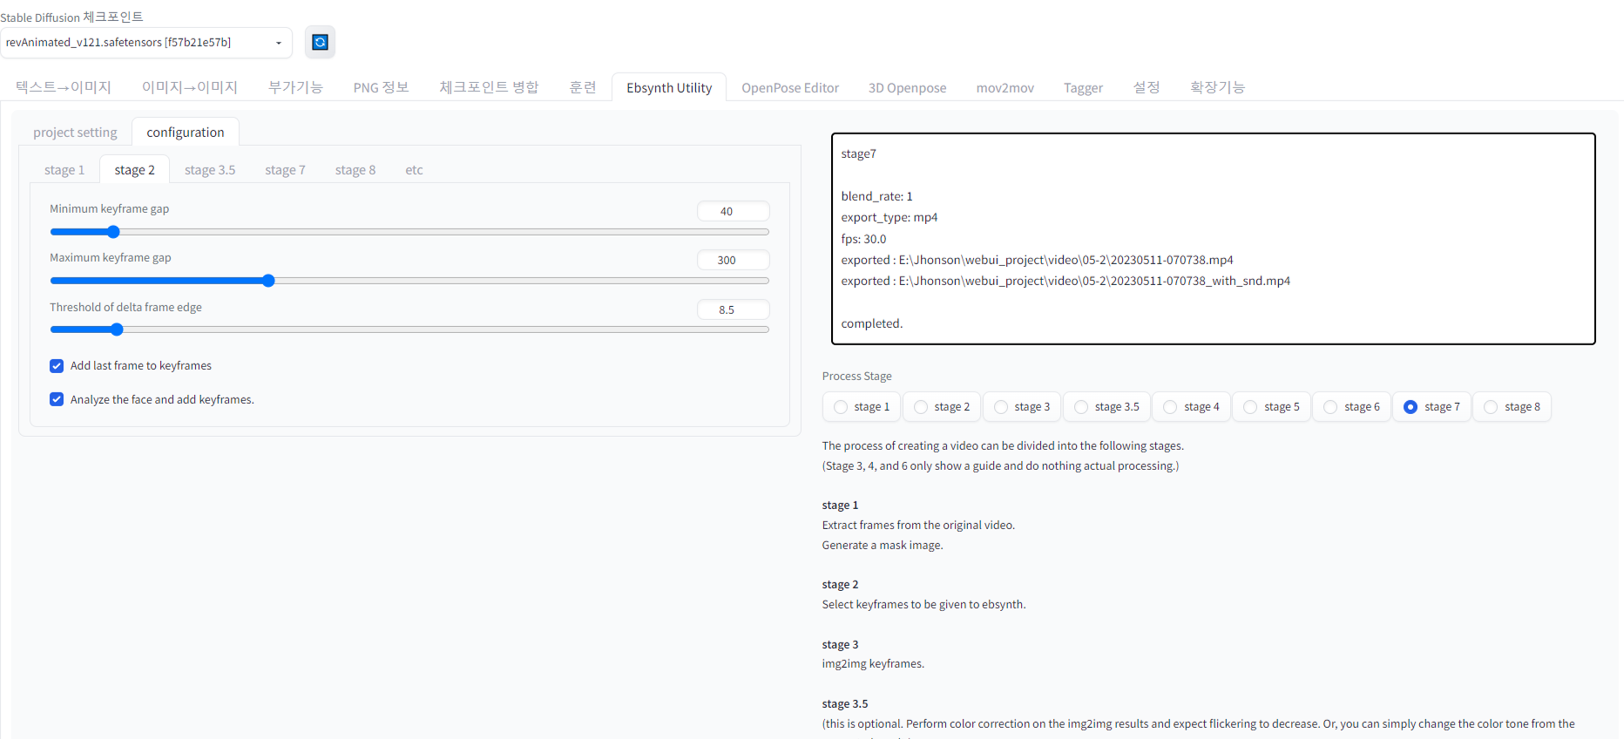 Stable Diffusion 체크포인트
revAnimated_v121.safetensors [f57b21e57b]
텍스트→이미지 이미지→이미지 부가기능 PNG 정보 체크포인트 병합 훈련 Ebsynth Utility OpenPose Editor 3D Openpose mov2mov Tagger 설정 확장기능
project setting configuration
stage 1 stage 2 stage 3.5 stage 7 stage 8 etc
Minimum keyframe gap 40
Maximum keyframe gap 300
Threshold of delta frame edge 8.5
Add last frame to keyframes
Analyze the face and add keyframes.
stage7
blend_rate: 1
export_type: mp4
fps: 30.0
exported : E:\Jhonson\webui_project\video\05-2\20230511-070738.mp4
exported : E:\Jhonson\webui_project\video\05-2\20230511-070738_with_snd.mp4
completed.
Process Stage
stage 1 stage 2 stage 3 stage 3.5 stage 4 stage 5 stage 6 stage 7 stage 8
The process of creating a video can be divided into the following stages.
(Stage 3, 4, and 6 only show a guide and do nothing actual processing.)
stage 1
Extract frames from the original video.
Generate a mask image.
stage 2
Select keyframes to be given to ebsynth.
stage 3
img2img keyframes.
stage 3.5
(this is optional. Perform color correction on the img2img results and expect flickering to decrease. Or, you can simply change the color tone from the